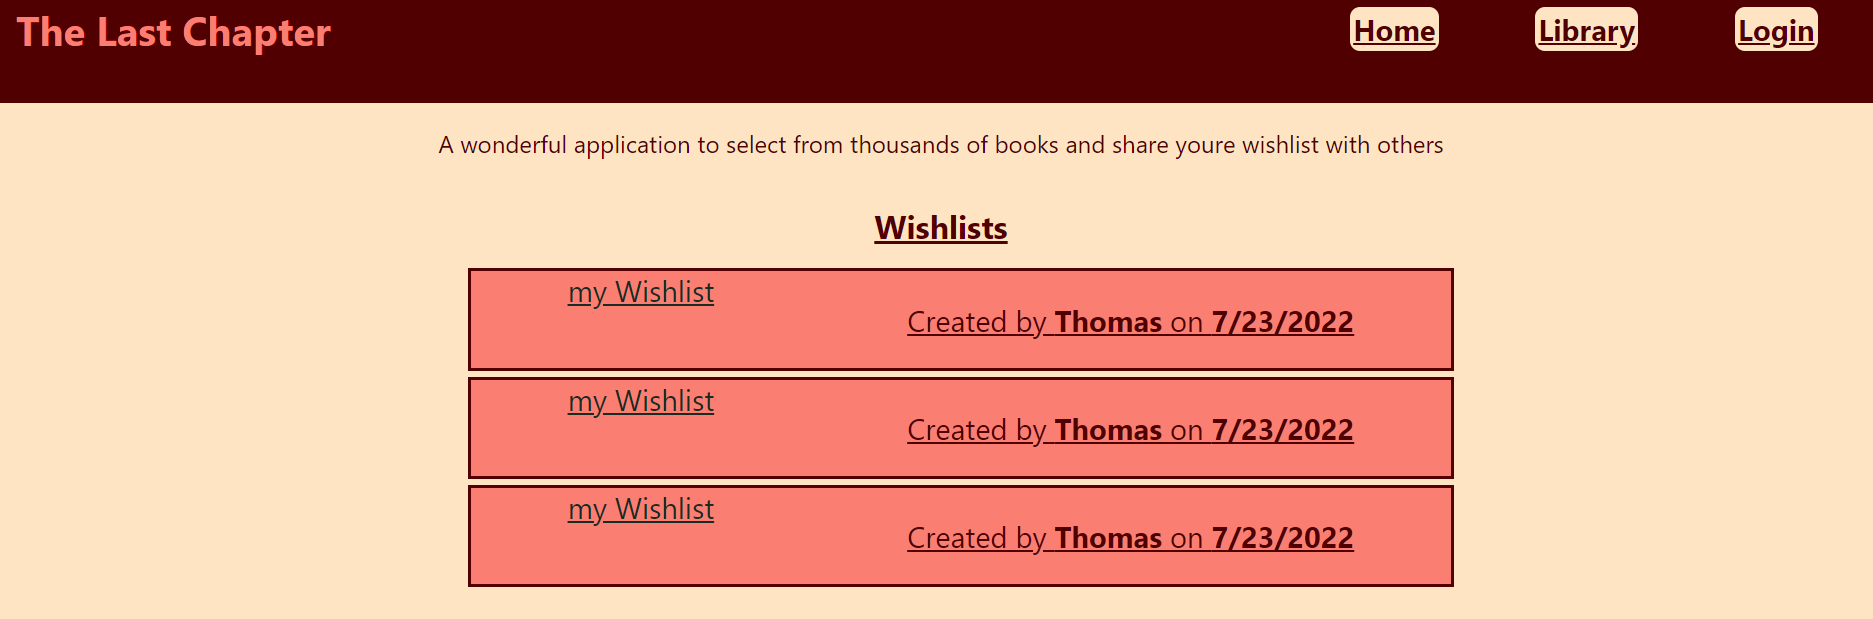 The Last Chapter
Home
Library
Login
A wonderful application to select from thousands of books and share youre wishlist with others
Wishlists
my Wishlist
Created by Thomas on 7/23/2022
my Wishlist
Created by Thomas on 7/23/2022
my Wishlist
Created by Thomas on 7/23/2022